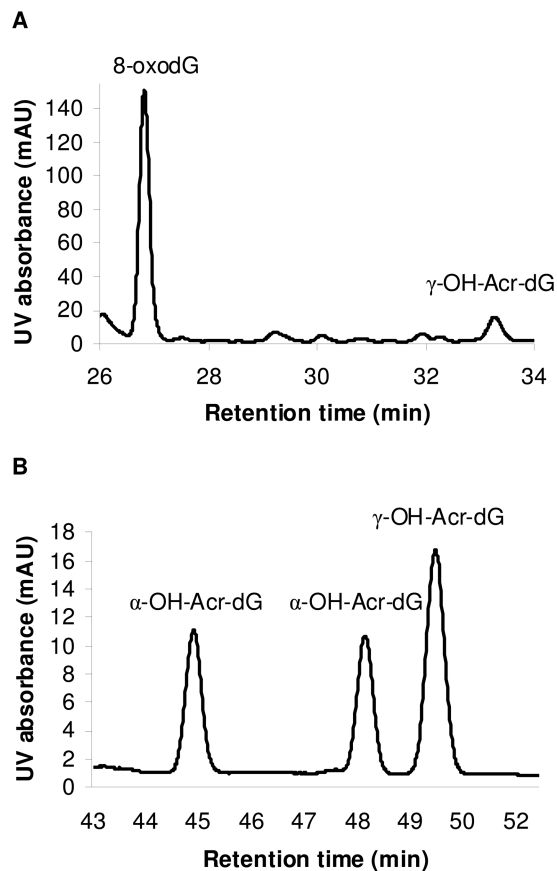 A
8-oxodG
γ-OH-Acr-dG
UV absorbance (mAU)
140
120
100
80
60
40
20
0
26 28 30 32 34
Retention time (min)
B
γ-OH-Acr-dG
α-OH-Acr-dG α-OH-Acr-dG
UV absorbance (mAU)
18
16
14
12
10
8
6
4
2
0
43 44 45 46 47 48 49 50 52
Retention time (min)